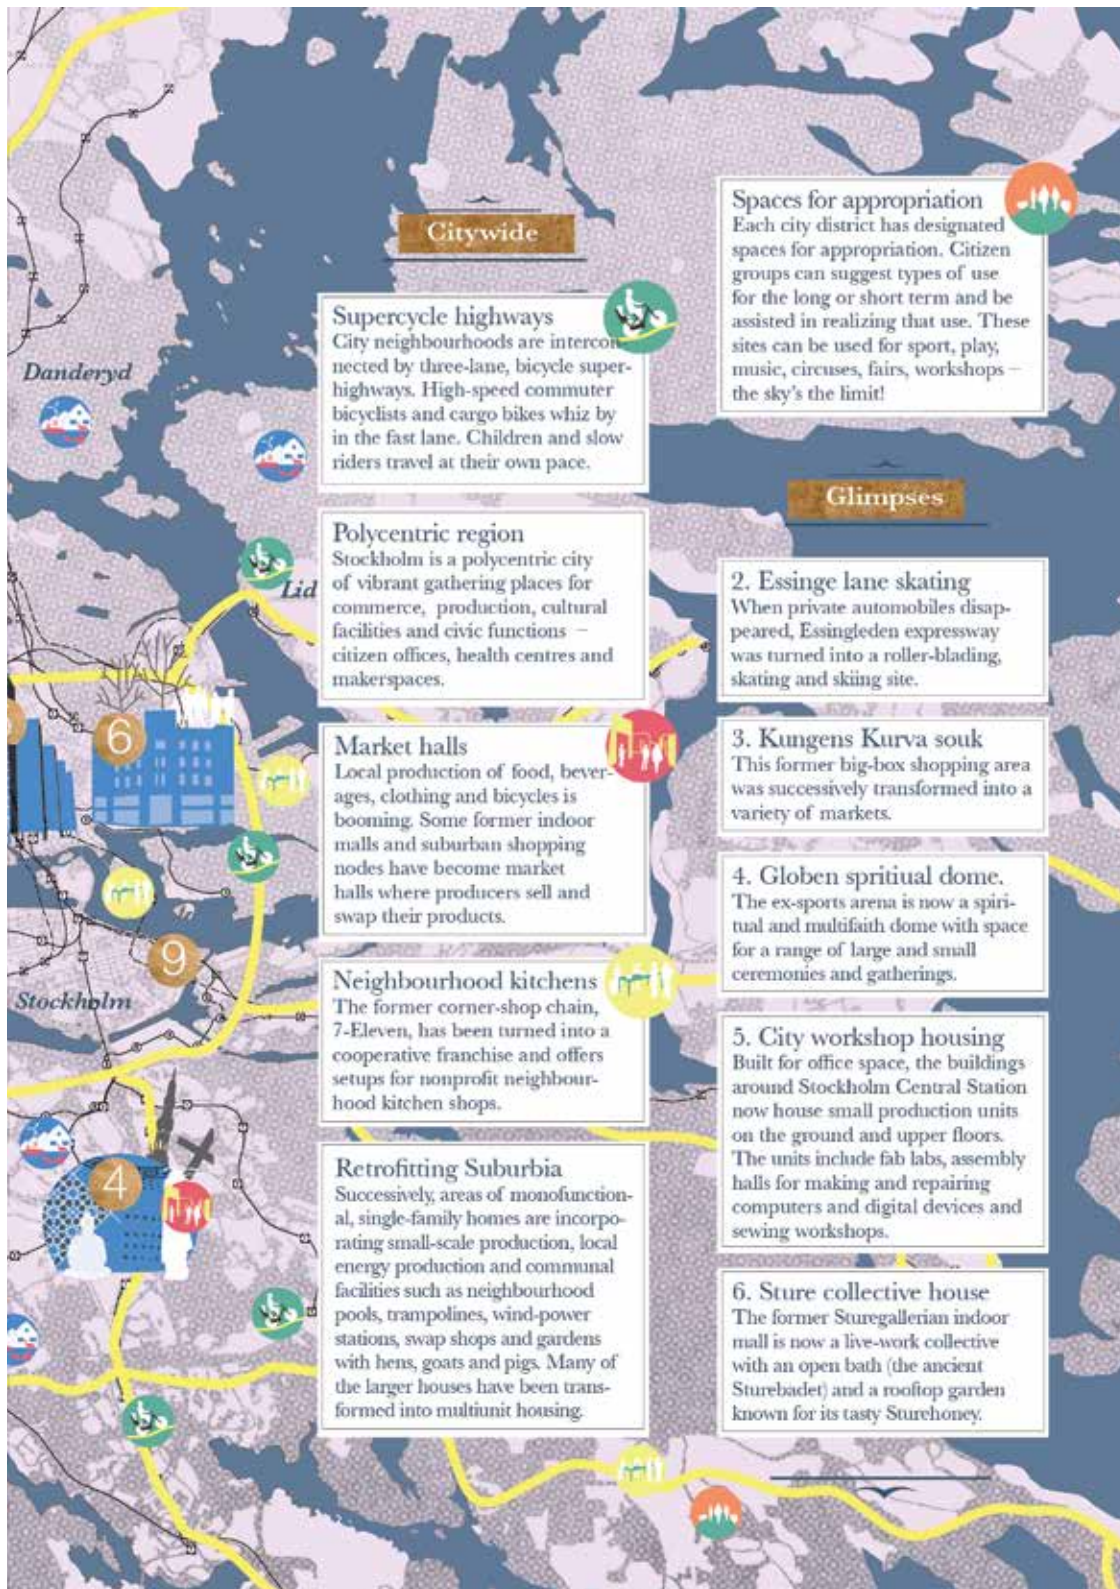 Citywide
Supercycle highways
City neighbourhoods are intercon-
nected by three-lane, bicycle super-
highways. High-speed commuter
bicyclists and cargo bikes whiz by
in the fast lane. Children and slow
riders travel at their own pace.
Polycentric region
Stockholm is a polycentric city
of vibrant gathering places for
commerce, production, cultural
facilities and civic functions –
citizen offices, health centres and
makerspaces.
Market halls
Local production of food, bever-
ages, clothing and bicycles is
booming. Some former indoor
malls and suburban shopping
nodes have become market
halls where producers sell and
swap their products.
Neighbourhood kitchens
The former corner-shop chain,
7-Eleven, has been turned into a
cooperative franchise and offers
setups for nonprofit neighbour-
hood kitchen shops.
Retrofitting Suburbia
Successively, areas of monofunction-
al, single-family homes are incorpo-
rating small-scale production, local
energy production and communal
facilities such as neighbourhood
pools, trampolines, wind-power
stations, swap shops and gardens
with hens, goats and pigs. Many of
the larger houses have been trans-
formed into multiunit housing.
Spaces for appropriation
Each city district has designated
spaces for appropriation. Citizen
groups can suggest types of use
for the long or short term and be
assisted in realizing that use. These
sites can be used for sport, play,
music, circuses, fairs, workshops –
the sky's the limit!
Glimpses
2. Essinge lane skating
When private automobiles disap-
peared, Essingleden expressway
was turned into a roller-blading,
skating and skiing site.
3. Kungens Kurva souk
This former big-box shopping area
was successively transformed into a
variety of markets.
4. Globen spritiual dome.
The ex-sports arena is now a spiri-
tual and multifaith dome with space
for a range of large and small
ceremonies and gatherings.
5. City workshop housing
Built for office space, the buildings
around Stockholm Central Station
now house small production units
on the ground and upper floors.
The units include fab labs, assembly
halls for making and repairing
computers and digital devices and
sewing workshops.
6. Sture collective house
The former Sturegallerian indoor
mall is now a live-work collective
with an open bath (the ancient
Sturebadet) and a rooftop garden
known for its tasty Sturehoney.
Danderyd
Lid
6
9
Stockholm
4